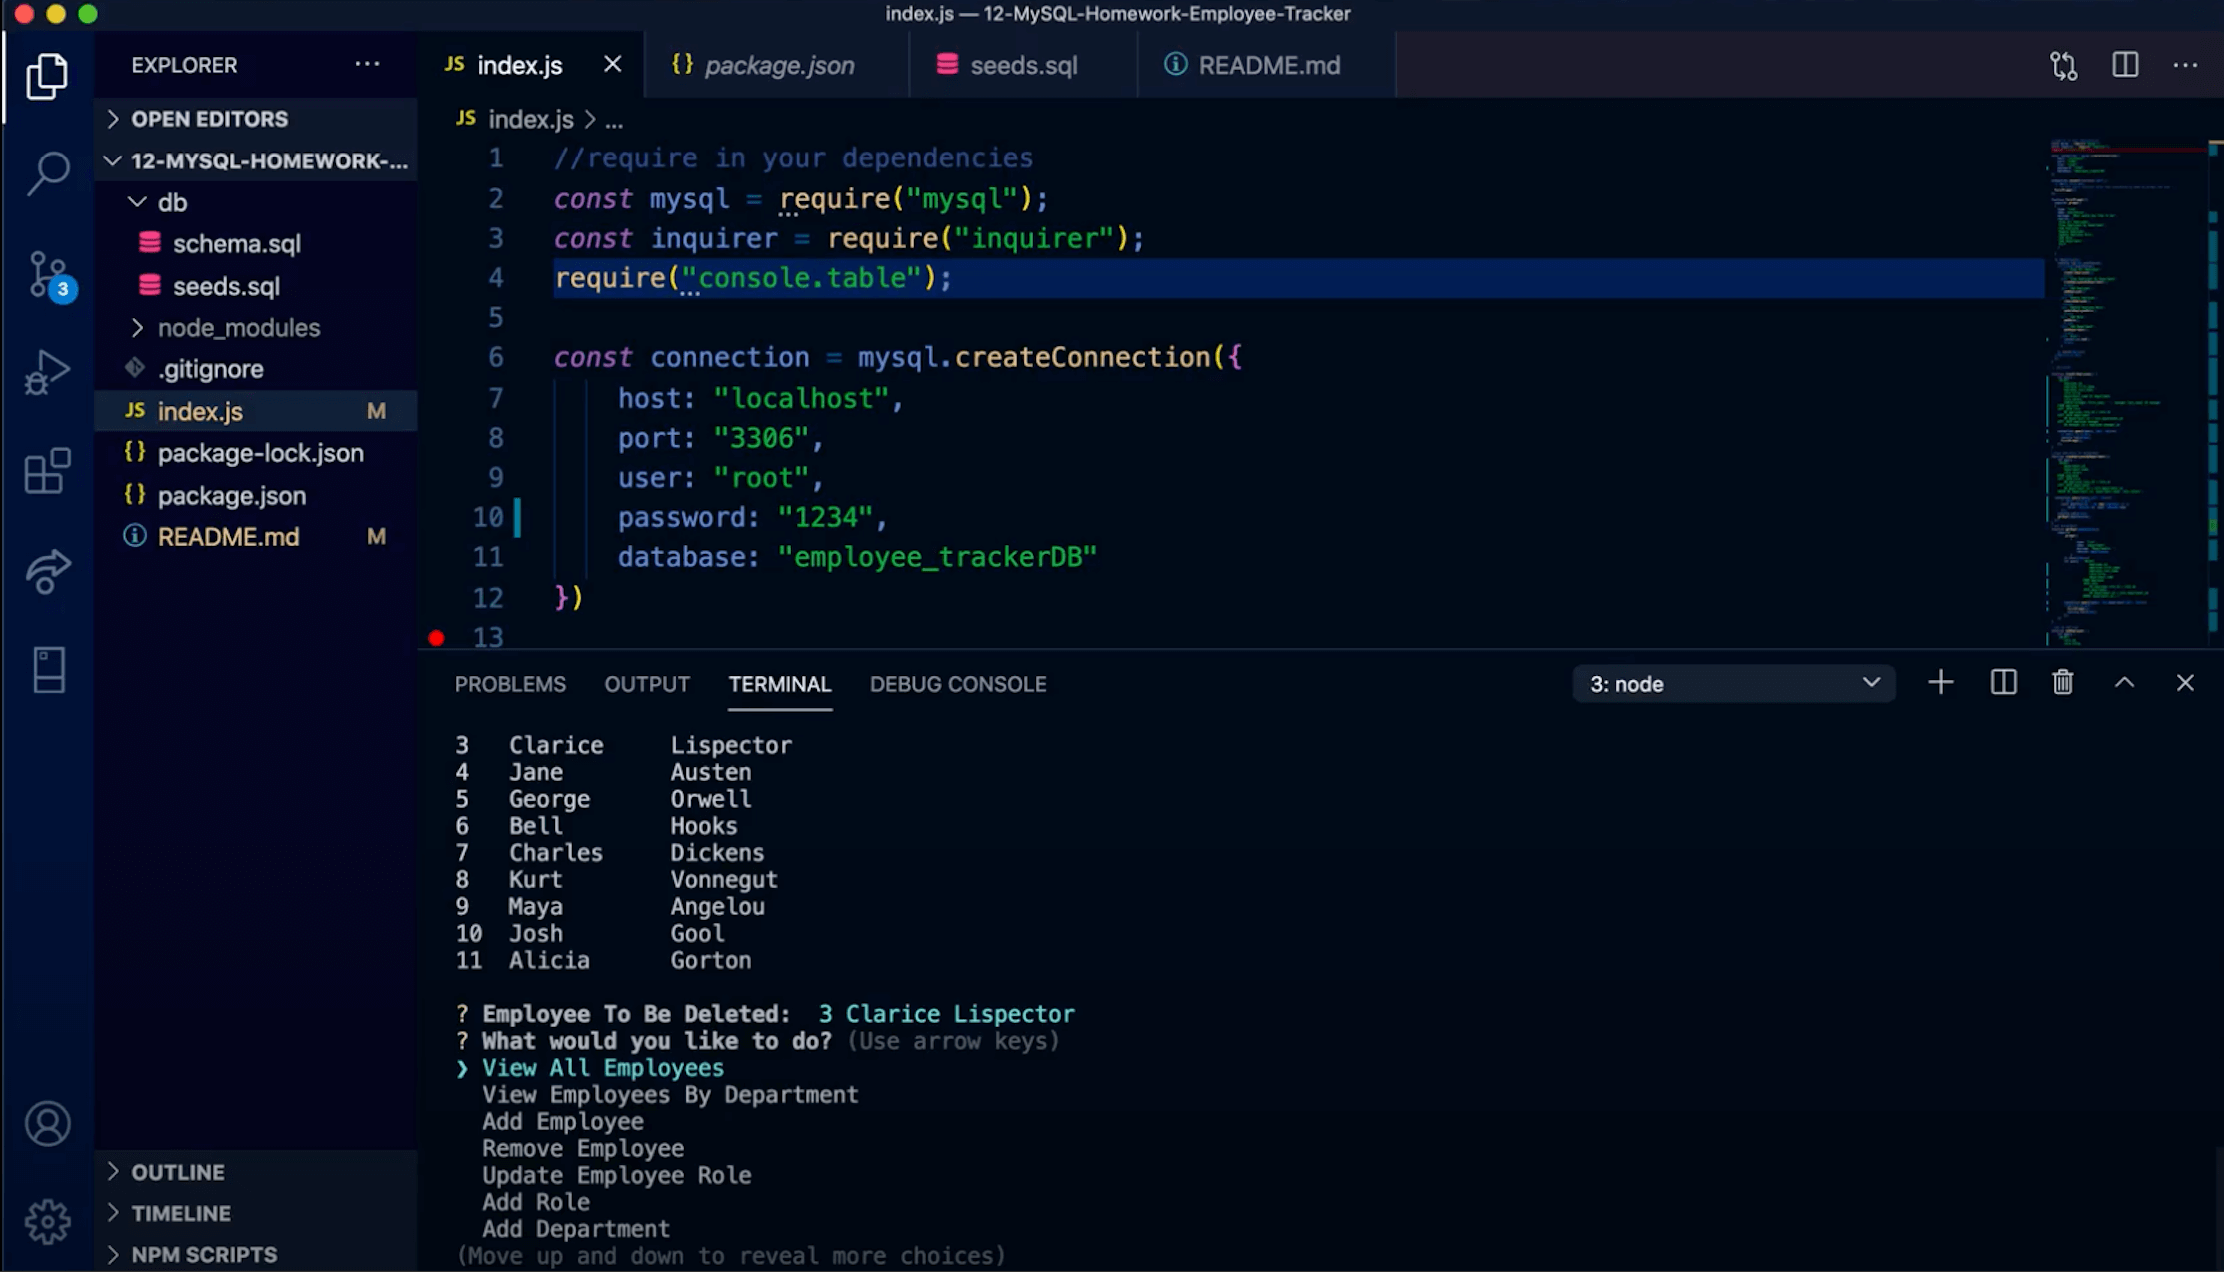 index.js — 12-MySQL-Homework-Employee-Tracker
EXPLORER
OPEN EDITORS
12-MYSQL-HOMEWORK-...
db
schema.sql
seeds.sql
node_modules
.gitignore
JS index.js M
{} package-lock.json
{} package.json
README.md M
3
OUTLINE
TIMELINE
NPM SCRIPTS
JS index.js
{} package.json
seeds.sql
README.md
JS index.js > ...
1 //require in your dependencies
2 const mysql = require("mysql");
3 const inquirer = require("inquirer");
4 require("console.table");
5
6 const connection = mysql.createConnection({
7 host: "localhost",
8 port: "3306",
9 user: "root",
10 password: "1234",
11 database: "employee_trackerDB"
12 })
13
PROBLEMS OUTPUT TERMINAL DEBUG CONSOLE
3: node
3 Clarice Lispector
4 Jane Austen
5 George Orwell
6 Bell Hooks
7 Charles Dickens
8 Kurt Vonnegut
9 Maya Angelou
10 Josh Gool
11 Alicia Gorton
? Employee To Be Deleted: 3 Clarice Lispector
? What would you like to do? (Use arrow keys)
❯ View All Employees
View Employees By Department
Add Employee
Remove Employee
Update Employee Role
Add Role
Add Department
(Move up and down to reveal more choices)